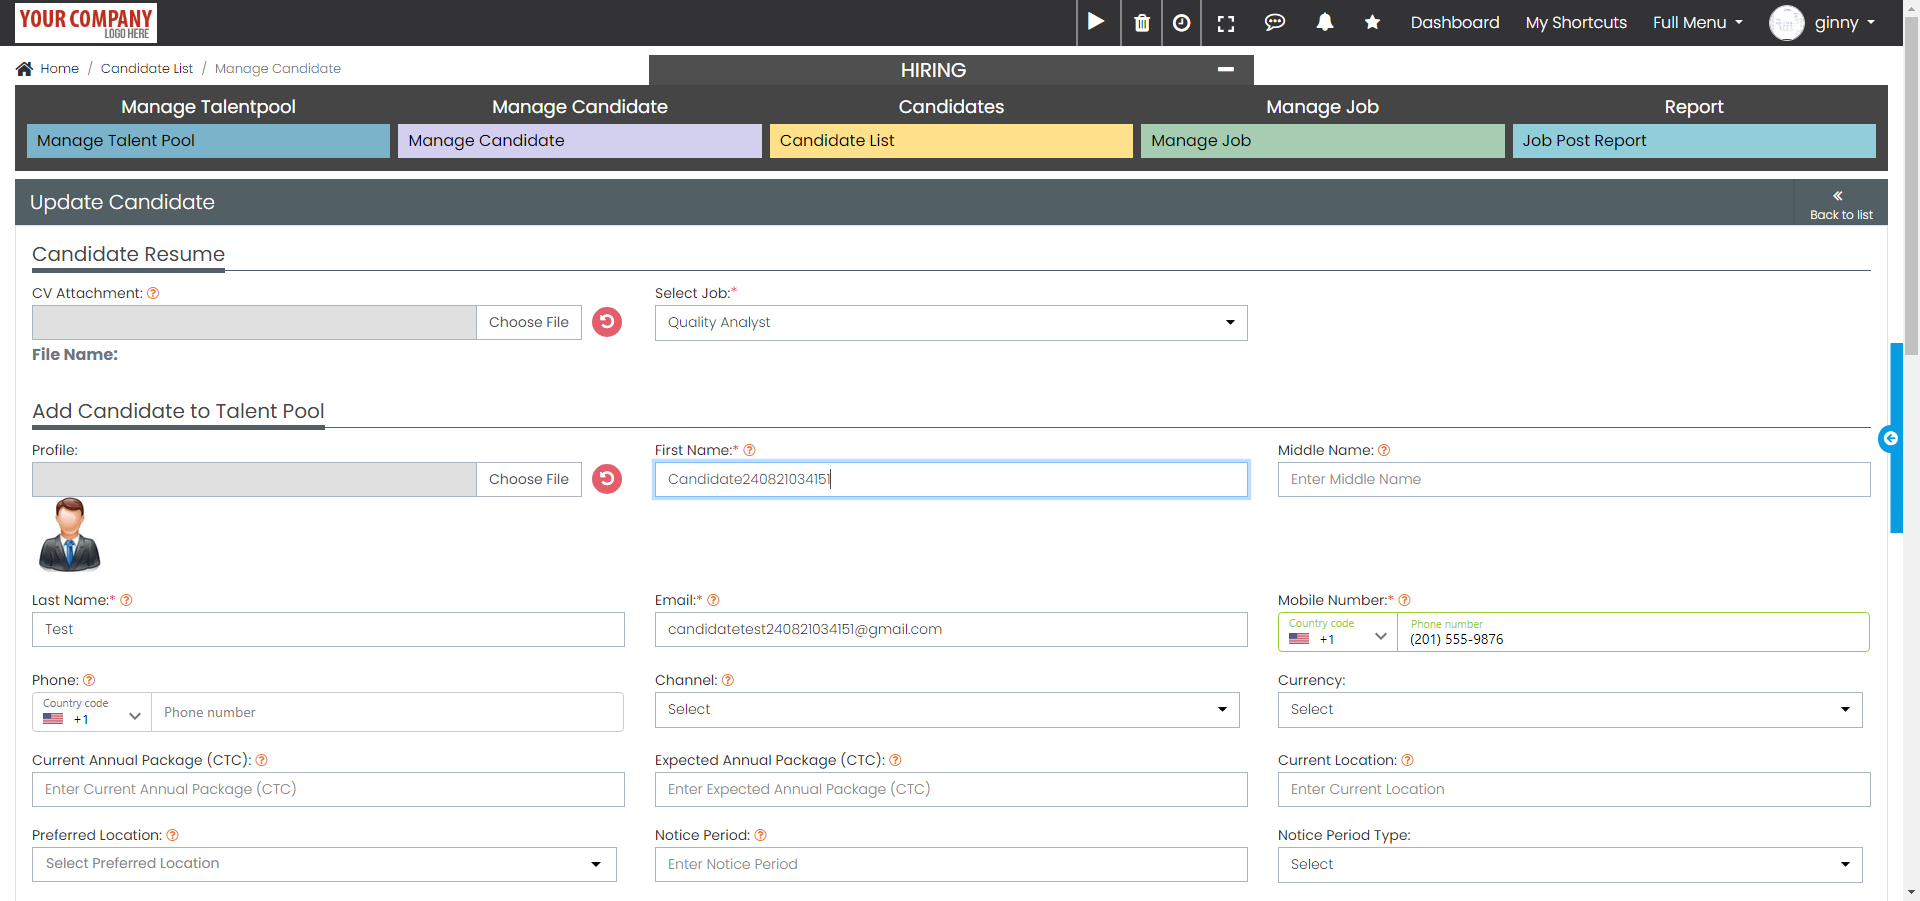 YOUR COMPANY
LOGO HERE
Dashboard My Shortcuts Full Menu ginny
Home / Candidate List / Manage Candidate
HIRING
Manage Talentpool Manage Candidate Candidates Manage Job Report
Manage Talent Pool Manage Candidate Candidate List Manage Job Job Post Report
Update Candidate
Back to list
Candidate Resume
CV Attachment: Select Job:*
Choose File Quality Analyst
File Name:
Add Candidate to Talent Pool
Profile: First Name:* Middle Name:
Choose File Candidate240821034151 Enter Middle Name
Last Name:* Email:* Mobile Number:*
Test candidatetest240821034151@gmail.com Country code +1 Phone number (201) 555-9876
Phone: Channel: Currency:
Country code +1 Phone number Select Select
Current Annual Package (CTC): Expected Annual Package (CTC): Current Location:
Enter Current Annual Package (CTC) Enter Expected Annual Package (CTC) Enter Current Location
Preferred Location: Notice Period: Notice Period Type:
Select Preferred Location Enter Notice Period Select